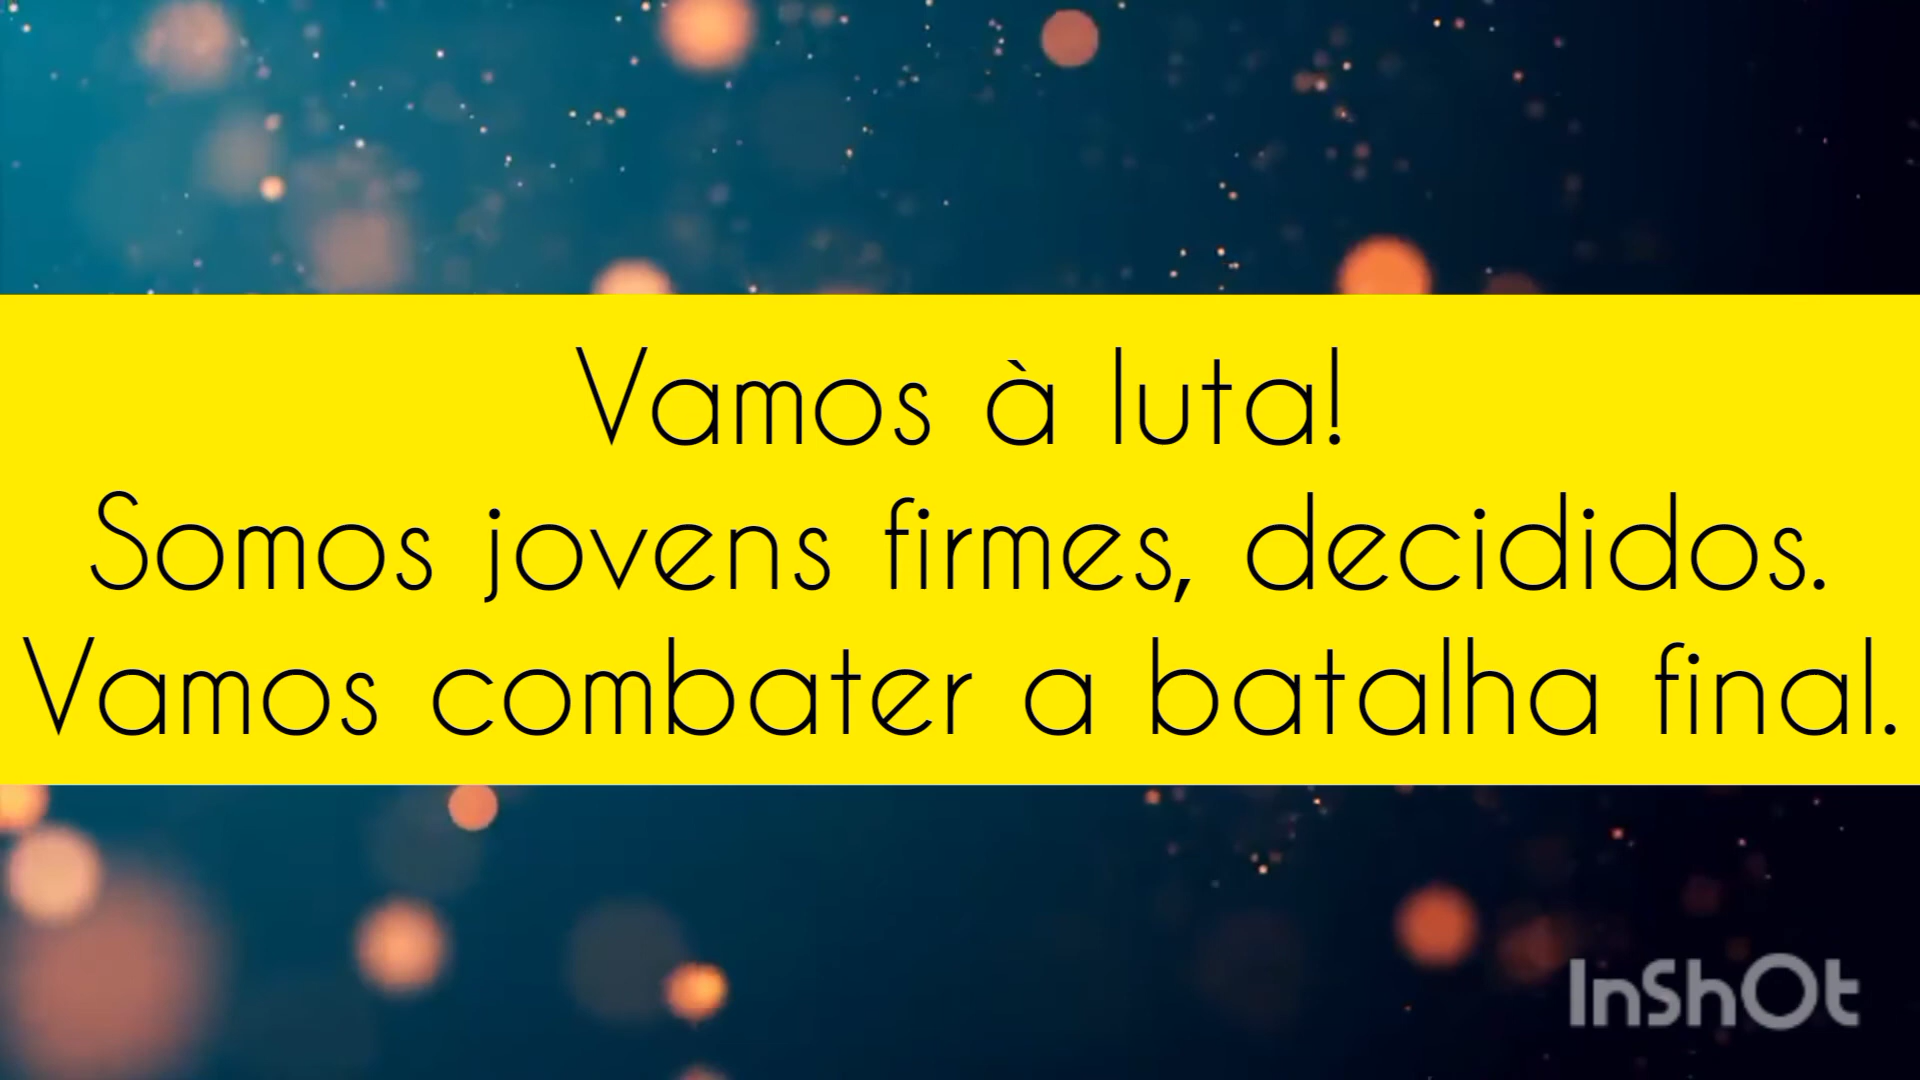 Vamos à luta!
Somos jovens firmes, decididos.
Vamos combater a batalha final.
InShOt